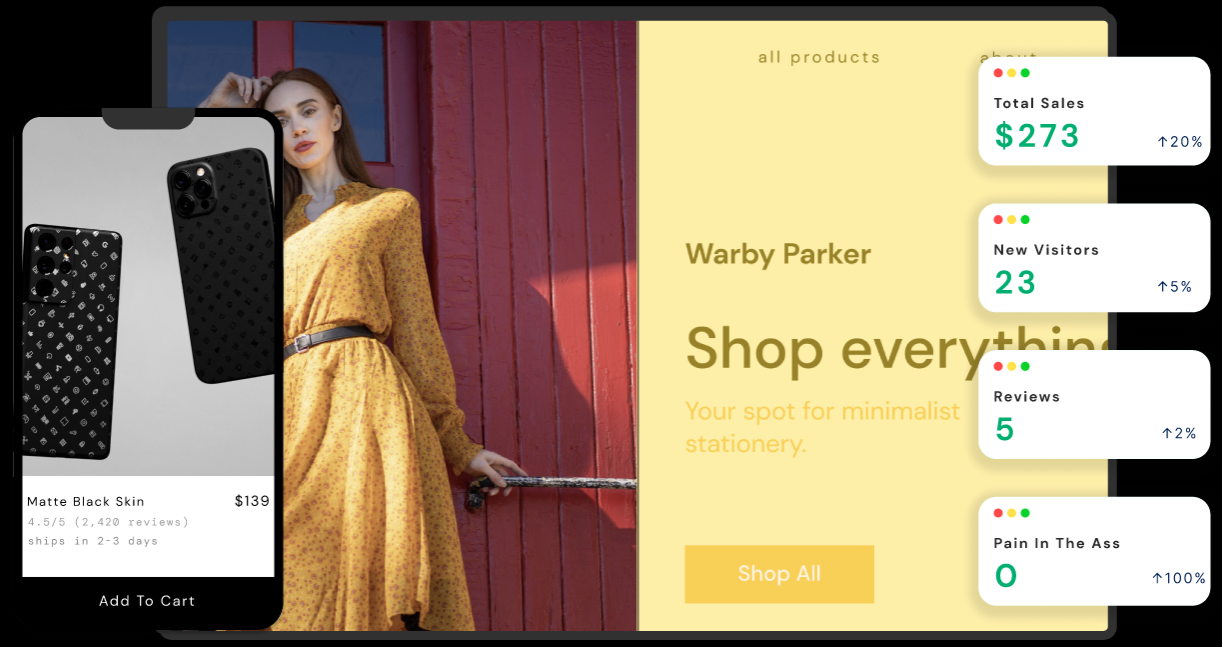 all products
about
Total Sales
$273
↑20%
New Visitors
23
↑5%
Warby Parker
Shop everything
Your spot for minimalist
stationery.
Reviews
5
↑2%
Shop All
Pain In The Ass
0
↑100%
Matte Black Skin $139
4.5/5 (2,420 reviews)
ships in 2-3 days
Add To Cart